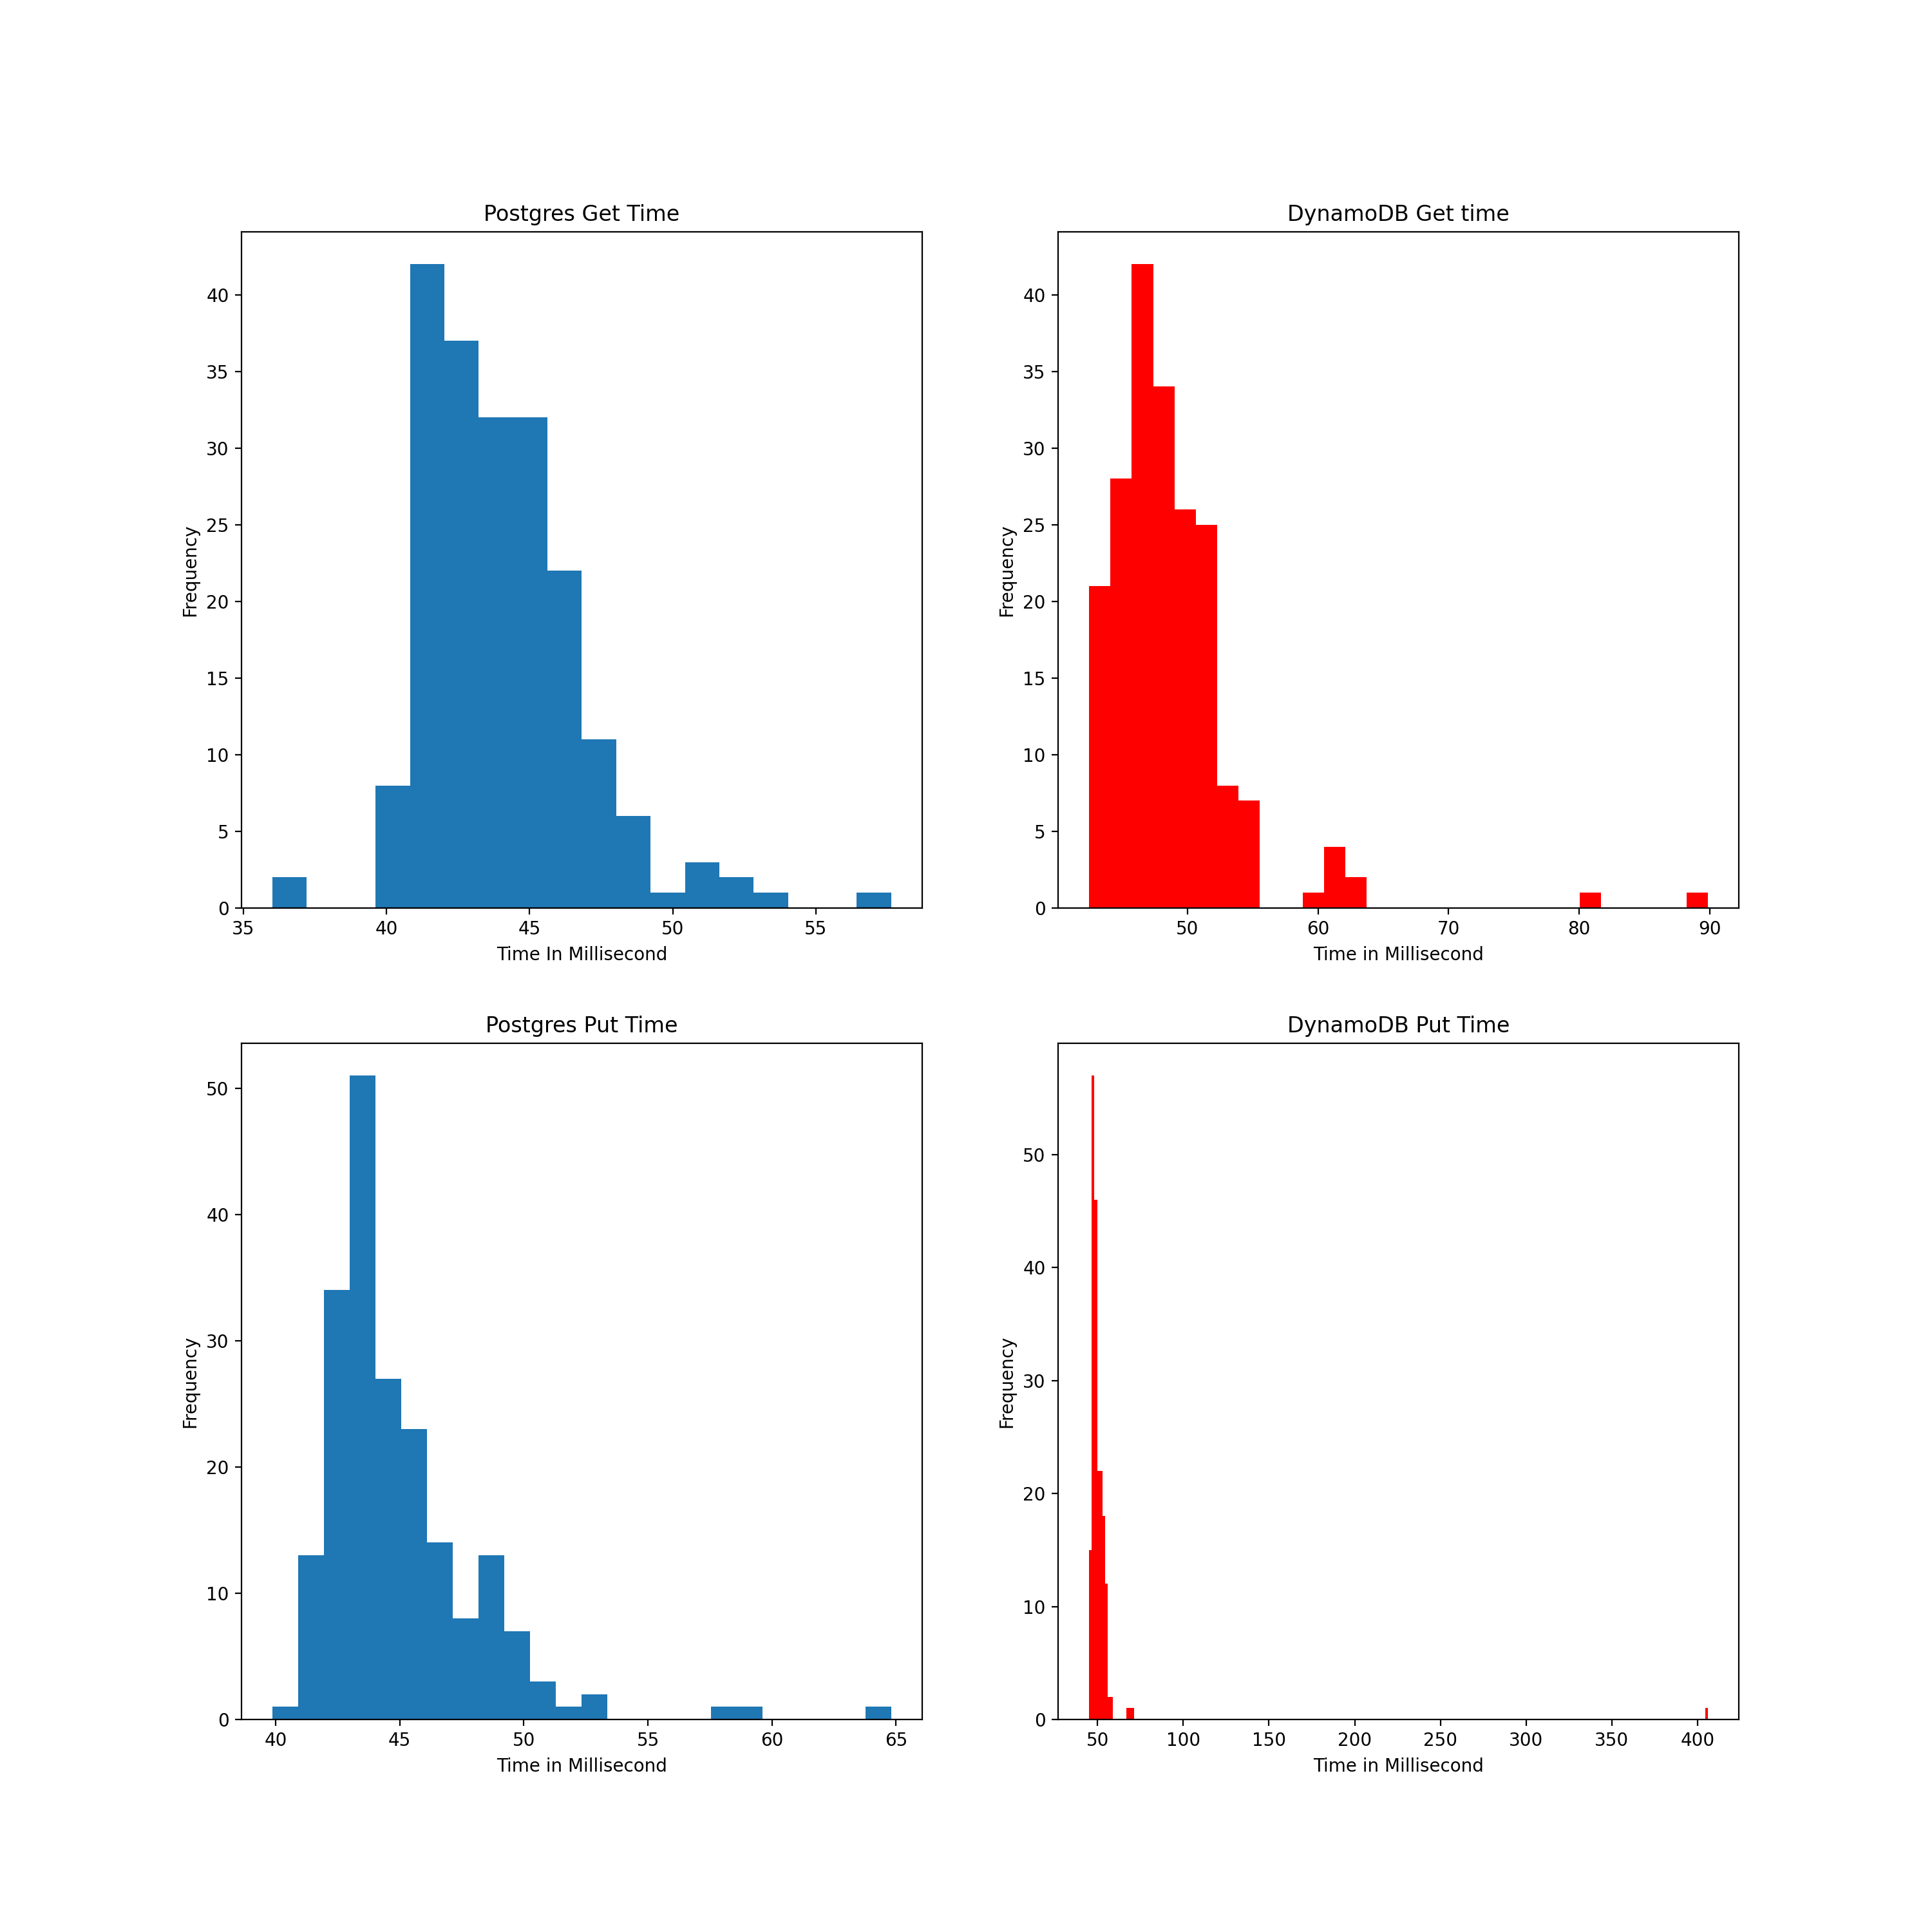 Postgres Get Time
Frequency
40
35
30
25
20
15
10
5
0
35 40 45 50 55
Time In Millisecond
DynamoDB Get time
Frequency
40
35
30
25
20
15
10
5
0
50 60 70 80 90
Time in Millisecond
Postgres Put Time
Frequency
50
40
30
20
10
0
40 45 50 55 60 65
Time in Millisecond
DynamoDB Put Time
Frequency
50
40
30
20
10
0
50 100 150 200 250 300 350 400
Time in Millisecond